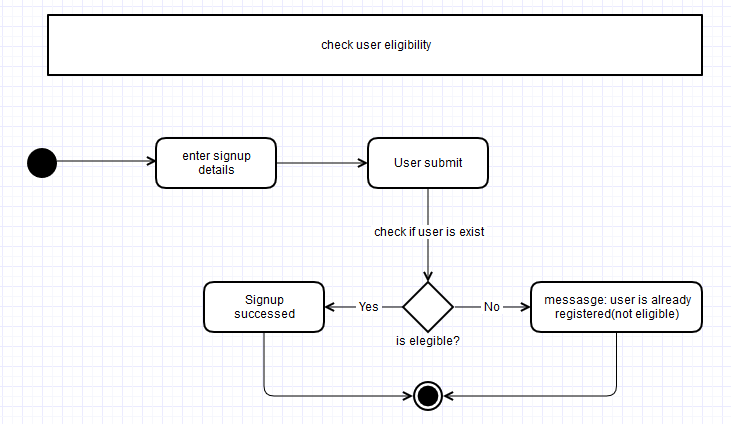 check user eligibility
enter signup
details
User submit
check if user is exist
Signup
successed
Yes
No
messasge: user is already
registered(not eligible)
is elegible?